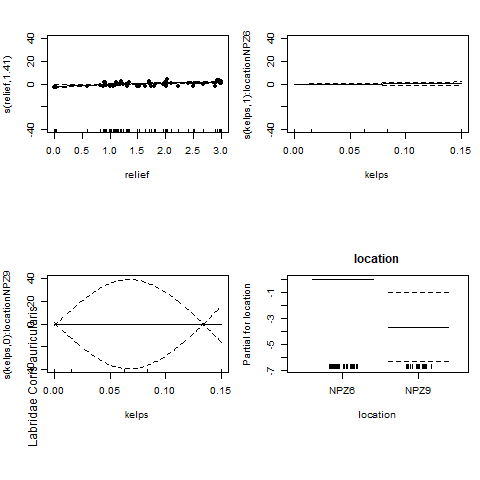 40
0
-40
s(relief,1.41)
0.0 0.5 1.0 1.5 2.0 2.5 3.0
relief
40
0
-40
s(kelps,1):locationNPZ6
0.00 0.05 0.10 0.15
kelps
40
20
0
-40
s(kelps,0):locationNPZ9
Labridae Coris auricularis
0.00 0.05 0.10 0.15
kelps
location
-1
-3
-5
-7
Partial for location
NPZ6 NPZ9
location